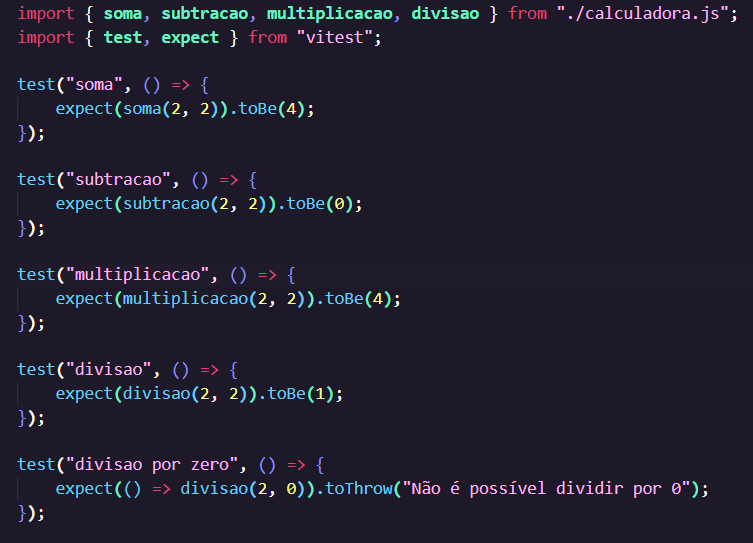 import { soma, subtracao, multiplicacao, divisao } from "./calculadora.js";
import { test, expect } from "vitest";
test("soma", () => {
    expect(soma(2, 2)).toBe(4);
});
test("subtracao", () => {
    expect(subtracao(2, 2)).toBe(0);
});
test("multiplicacao", () => {
    expect(multiplicacao(2, 2)).toBe(4);
});
test("divisao", () => {
    expect(divisao(2, 2)).toBe(1);
});
test("divisao por zero", () => {
    expect(() => divisao(2, 0)).toThrow("Não é possível dividir por 0");
});